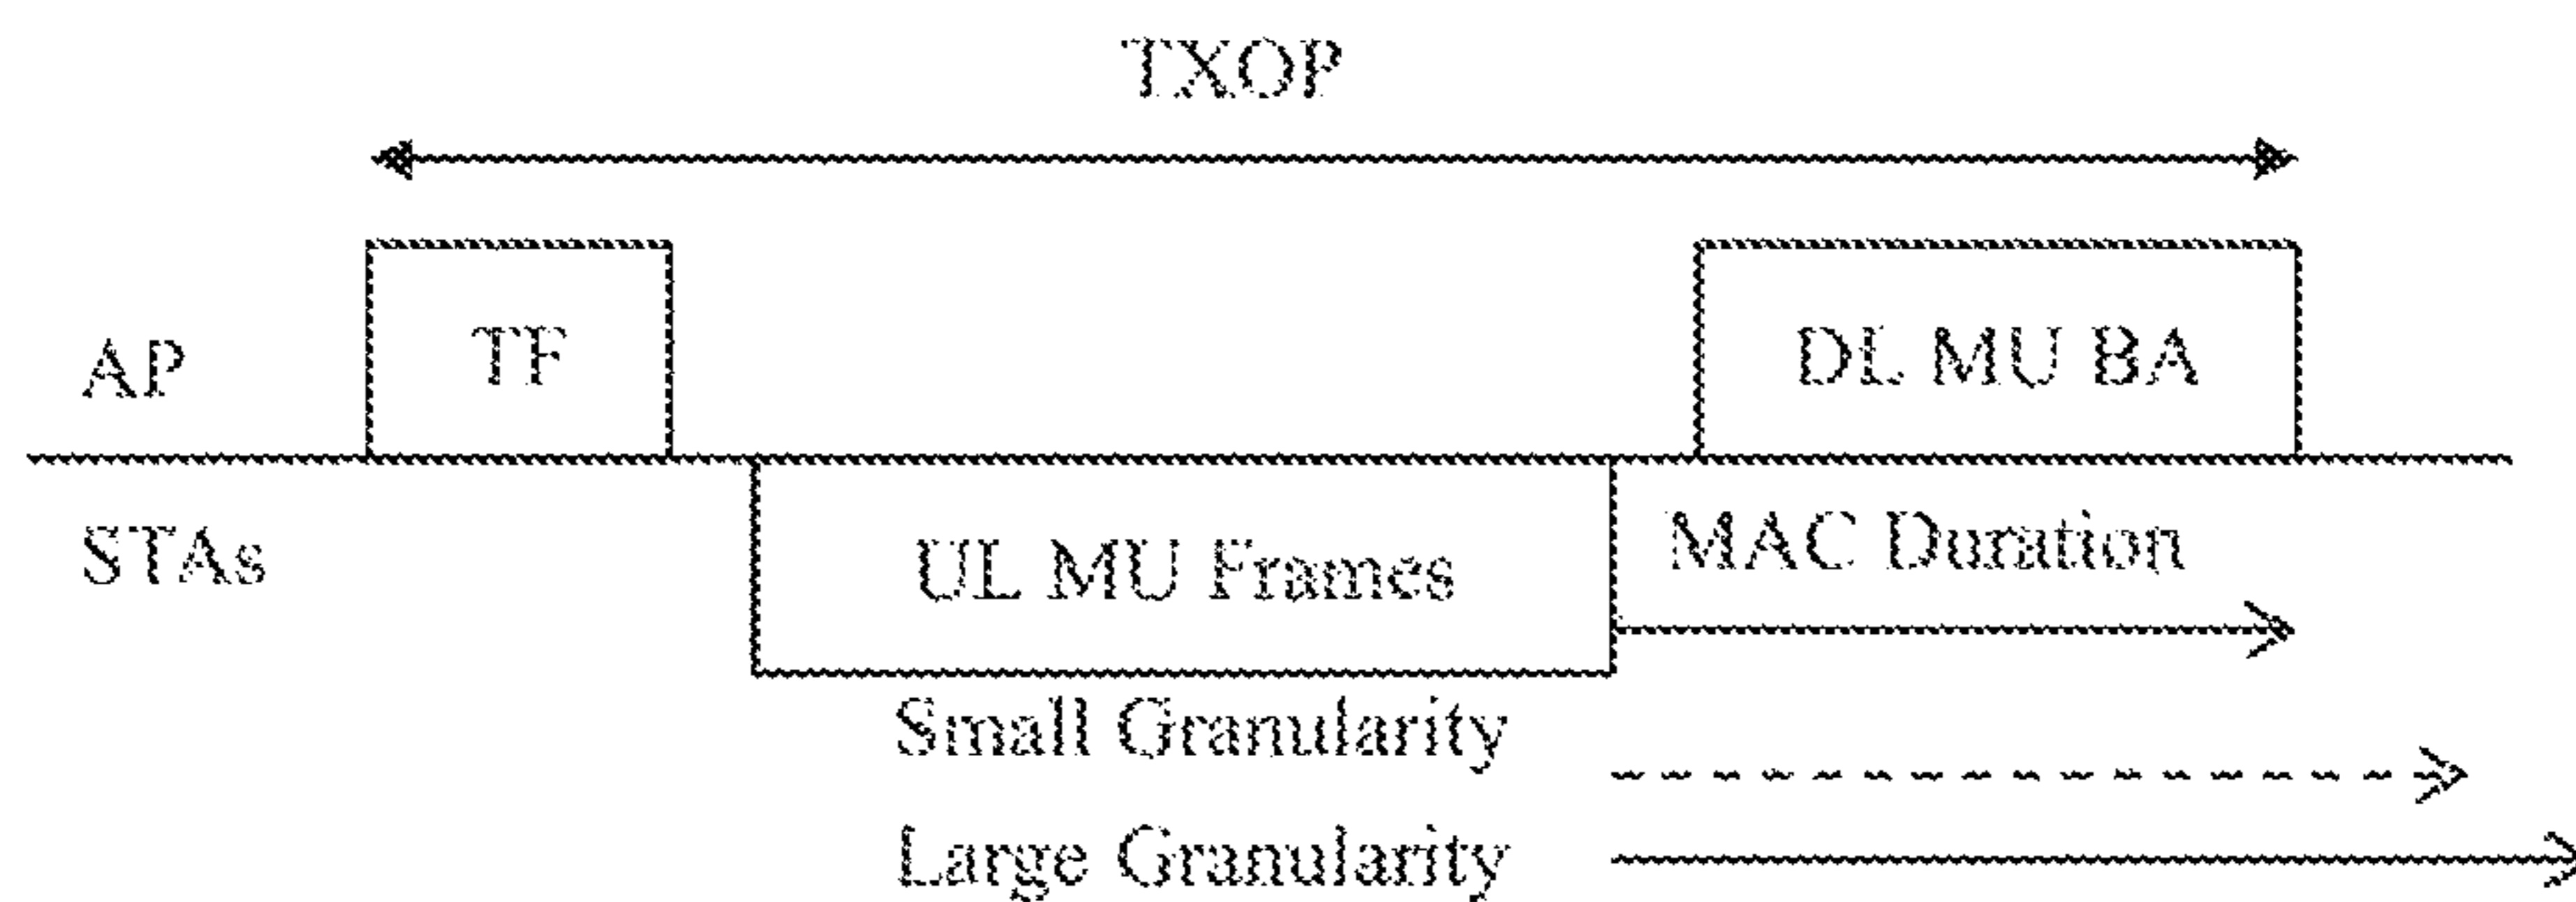 TXOP
AP
TF
DL MU BA
STAs
UL MU Frames
MAC Duration
Small Granularity
Large Granularity